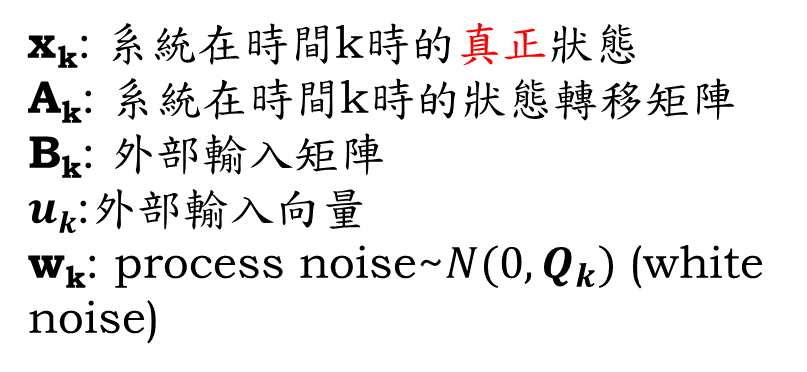 xₖ: 系統在時間k時的真正狀態
Aₖ: 系統在時間k時的狀態轉移矩陣
Bₖ: 外部輸入矩陣
𝒖ₖ:外部輸入向量
wₖ: process noise~𝑁(0, 𝑸ₖ) (white
noise)